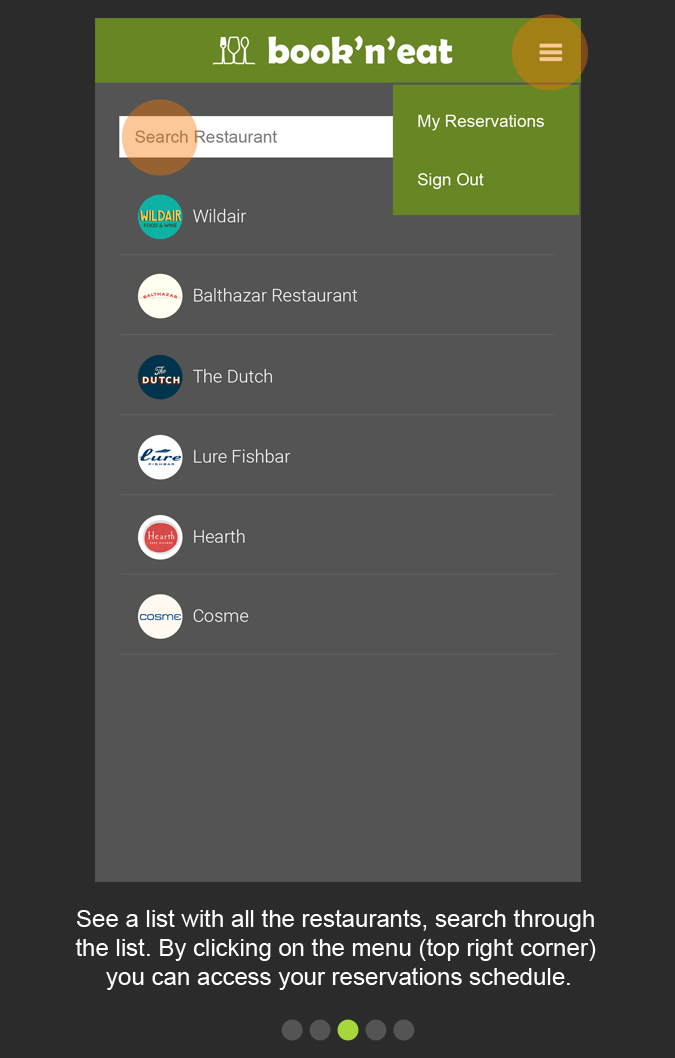 book’n’eat
My Reservations
Search Restaurant
Sign Out
WILDAIR
FOOD & WINE
Wildair
BALTHAZAR
Balthazar Restaurant
The
DUTCH
The Dutch
lure
FISHBAR
Lure Fishbar
Hearth
EAST VILLAGE
Hearth
COSME
Cosme
See a list with all the restaurants, search through
the list. By clicking on the menu (top right corner)
you can access your reservations schedule.